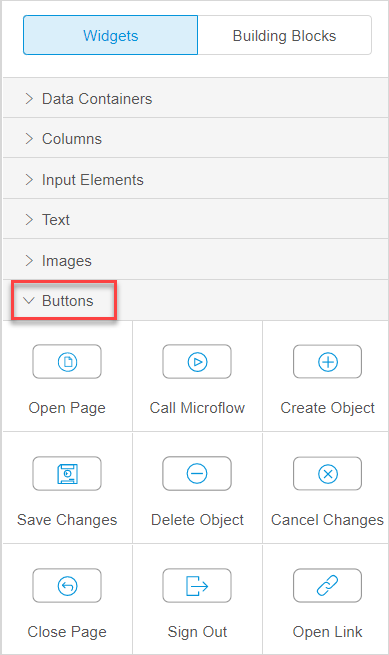 Widgets Building Blocks
Data Containers
Columns
Input Elements
Text
Images
Buttons
Open Page Call Microflow Create Object
Save Changes Delete Object Cancel Changes
Close Page Sign Out Open Link